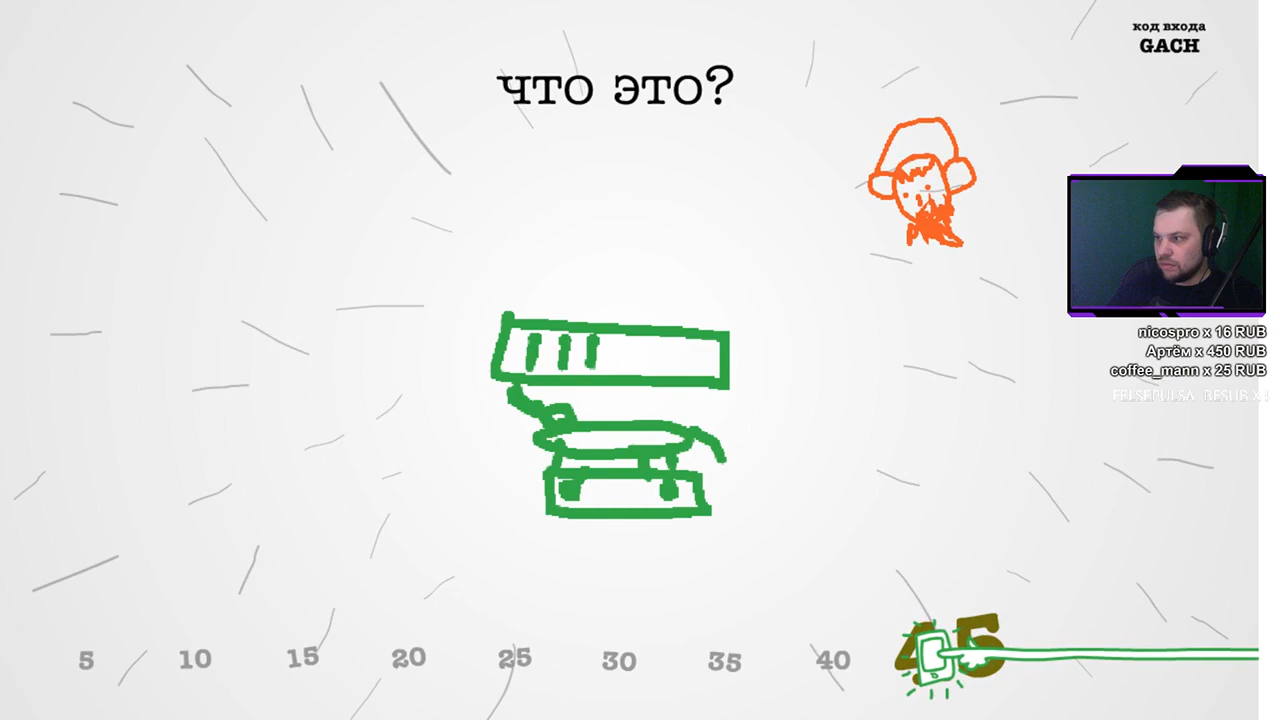 код входа
GACH
что это?
nicospro x 16 RUB
Артём x 450 RUB
coffee_mann x 25 RUB
5 10 15 20 25 30 35 40 45